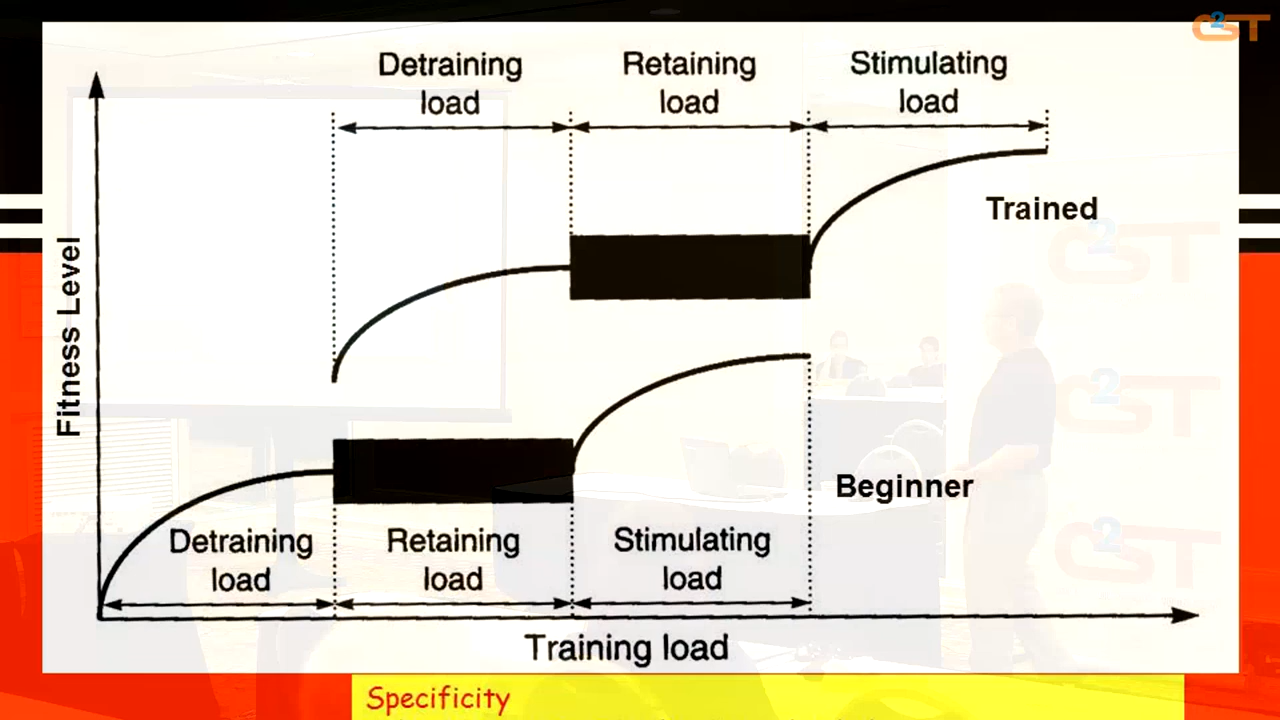 C2ST
Detraining
load
Retaining
load
Stimulating
load
Trained
Fitness Level
Beginner
Detraining
load
Retaining
load
Stimulating
load
Training load
Specificity